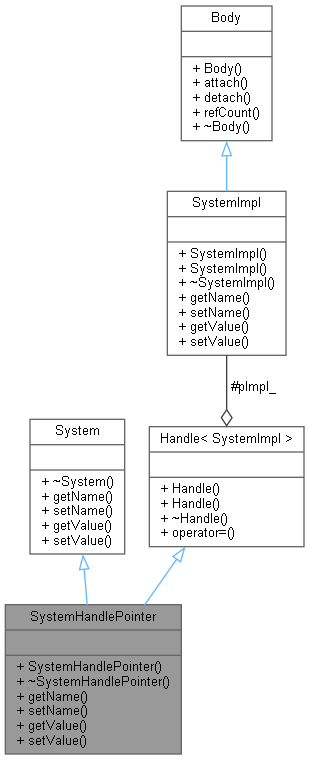 Body
+ Body()
+ attach()
+ detach()
+ refCount()
+ ~Body()
SystemImpl
+ SystemImpl()
+ SystemImpl()
+ ~SystemImpl()
+ getName()
+ setName()
+ getValue()
+ setValue()
#pImpl_
System
+ ~System()
+ getName()
+ setName()
+ getValue()
+ setValue()
Handle< SystemImpl >
+ Handle()
+ Handle()
+ ~Handle()
+ operator=()
SystemHandlePointer
+ SystemHandlePointer()
+ ~SystemHandlePointer()
+ getName()
+ setName()
+ getValue()
+ setValue()